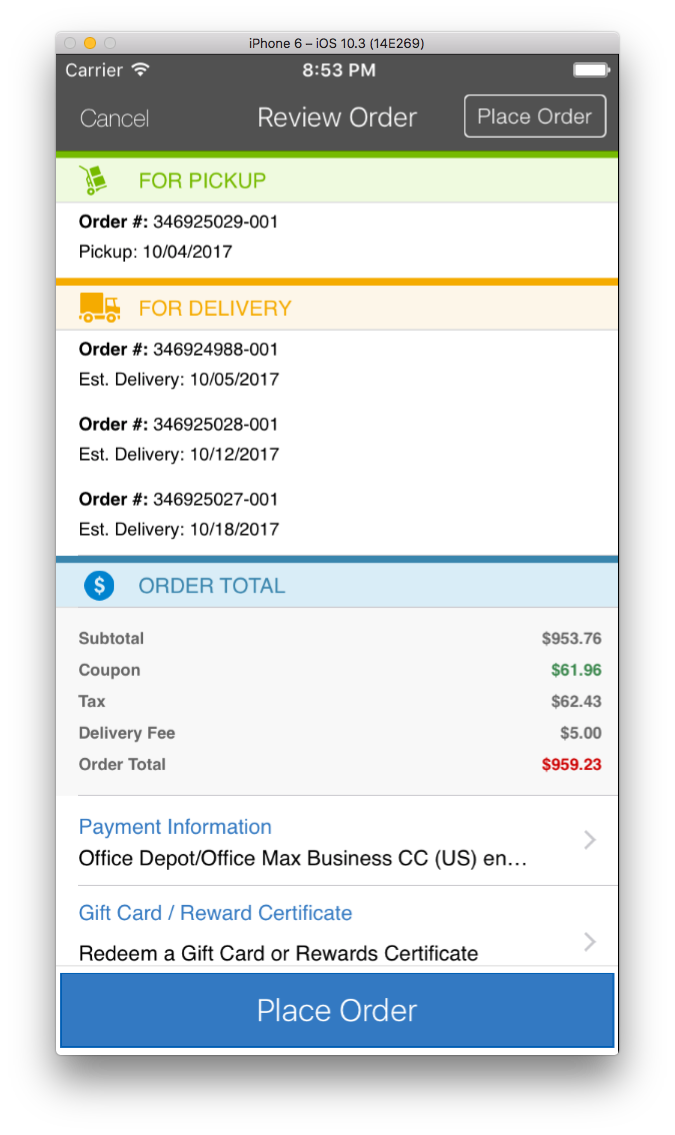 iPhone 6 – iOS 10.3 (14E269)
Carrier 8:53 PM
Cancel Review Order Place Order
FOR PICKUP
Order #: 346925029-001
Pickup: 10/04/2017
FOR DELIVERY
Order #: 346924988-001
Est. Delivery: 10/05/2017
Order #: 346925028-001
Est. Delivery: 10/12/2017
Order #: 346925027-001
Est. Delivery: 10/18/2017
$ ORDER TOTAL
Subtotal $953.76
Coupon $61.96
Tax $62.43
Delivery Fee $5.00
Order Total $959.23
Payment Information
Office Depot/Office Max Business CC (US) en…
Gift Card / Reward Certificate
Redeem a Gift Card or Rewards Certificate
Place Order